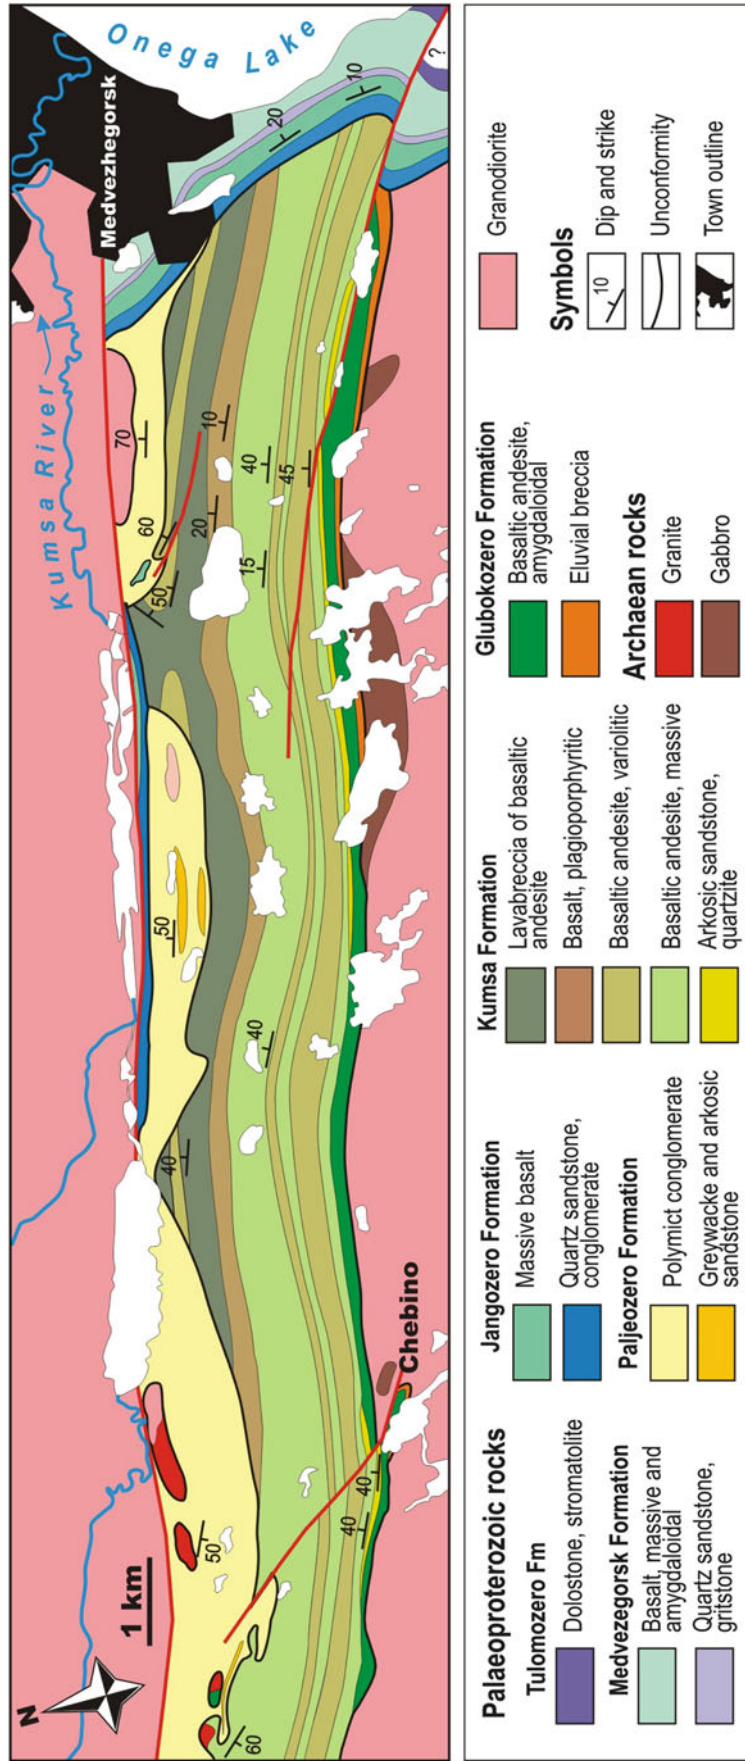 N
1 km
Kumsa River
Onega Lake
Medvezhegorsk
Chebino
?
60
50
40
50
50
60
70
20
10
20
10
15
40
45
40
40
40
Palaeoproterozoic rocks
Tulomozero Fm
Dolostone, stromatolite
Medvezegorsk Formation
Basalt, massive and
amygdaloidal
Quartz sandstone,
gritstone
Jangozero Formation
Massive basalt
Quartz sandstone,
conglomerate
Paljeozero Formation
Polymict conglomerate
Greywacke and arkosic
sandstone
Kumsa Formation
Lavabreccia of basaltic
andesite
Basalt, plagioporphyritic
Basaltic andesite, variolitic
Basaltic andesite, massive
Arkosic sandstone,
quartzite
Glubokozero Formation
Basaltic andesite,
amygdaloidal
Eluvial breccia
Archaean rocks
Granite
Gabbro
Granodiorite
Symbols
10
Dip and strike
Unconformity
Town outline